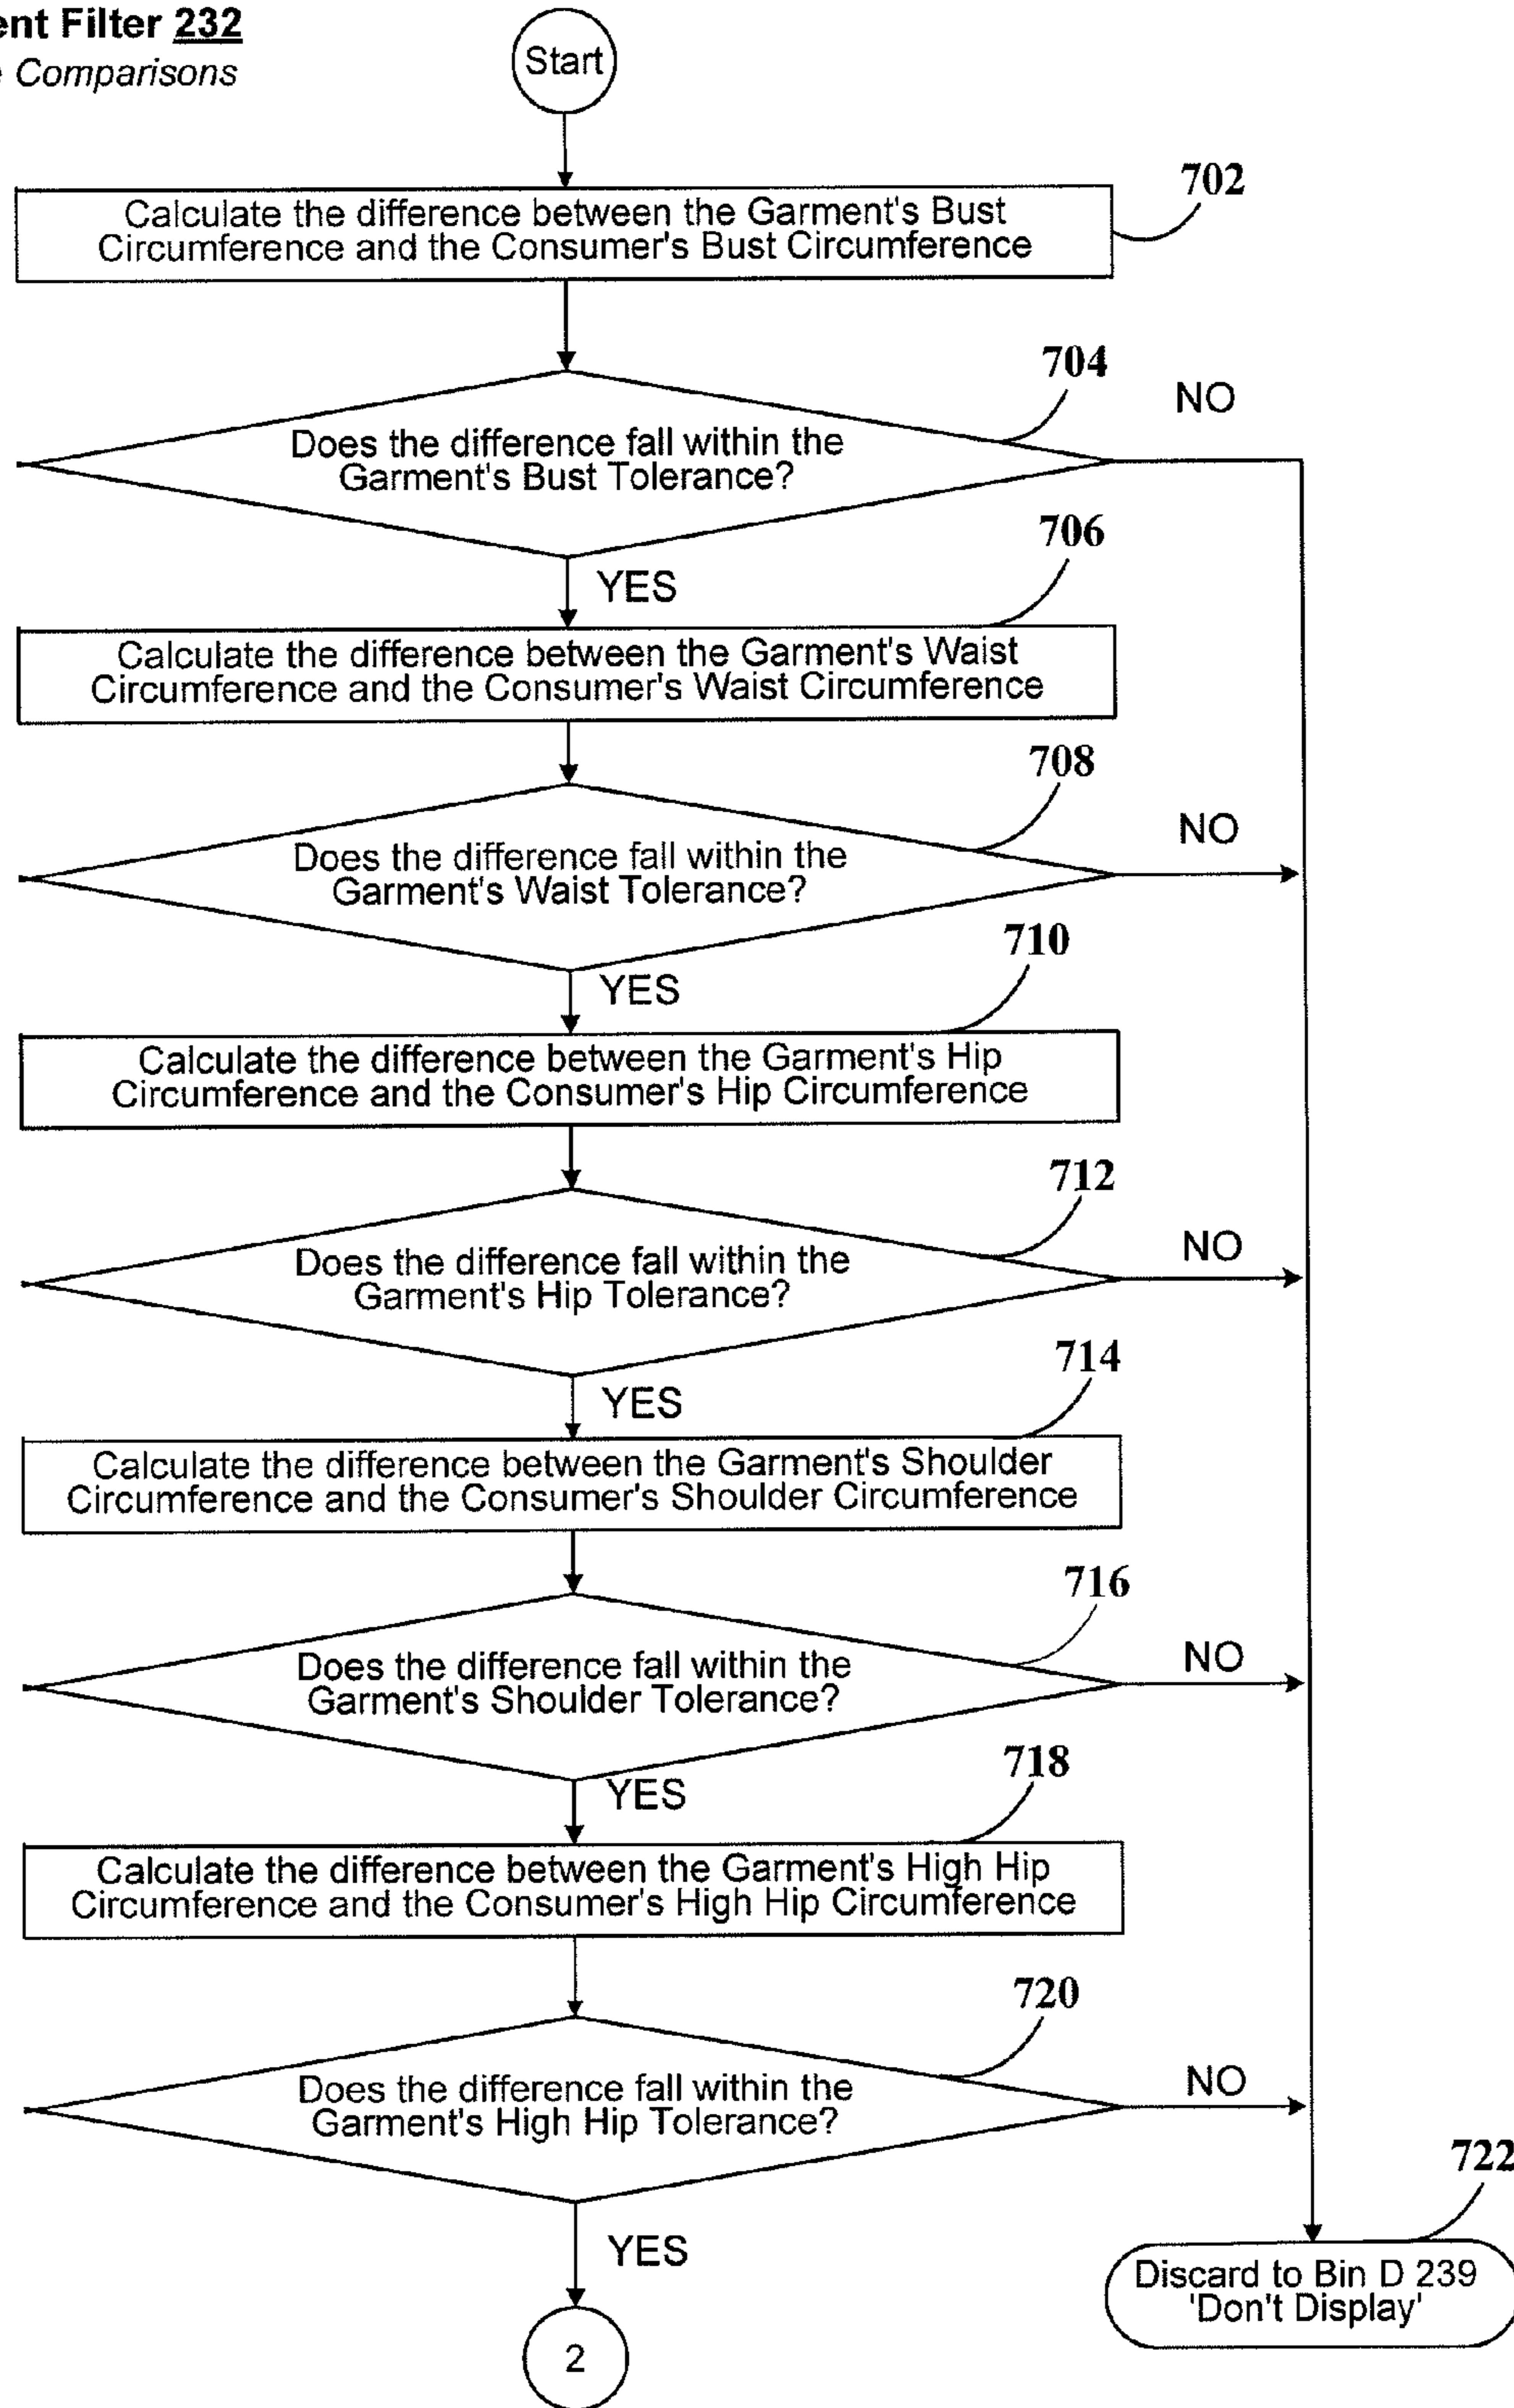 Filter 232
Comparisons
Start
702
Calculate the difference between the Garment's Bust
Circumference and the Consumer's Bust Circumference
704
NO
Does the difference fall within the
Garment's Bust Tolerance?
706
YES
Calculate the difference between the Garment's Waist
Circumference and the Consumer's Waist Circumference
708
NO
Does the difference fall within the
Garment's Waist Tolerance?
710
YES
Calculate the difference between the Garment's Hip
Circumference and the Consumer's Hip Circumference
712
NO
Does the difference fall within the
Garment's Hip Tolerance?
714
YES
Calculate the difference between the Garment's Shoulder
Circumference and the Consumer's Shoulder Circumference
716
NO
Does the difference fall within the
Garment's Shoulder Tolerance?
718
YES
Calculate the difference between the Garment's High Hip
Circumference and the Consumer's High Hip Circumference
720
NO
Does the difference fall within the
Garment's High Hip Tolerance?
722
YES
Discard to Bin D 239
'Don't Display'
2